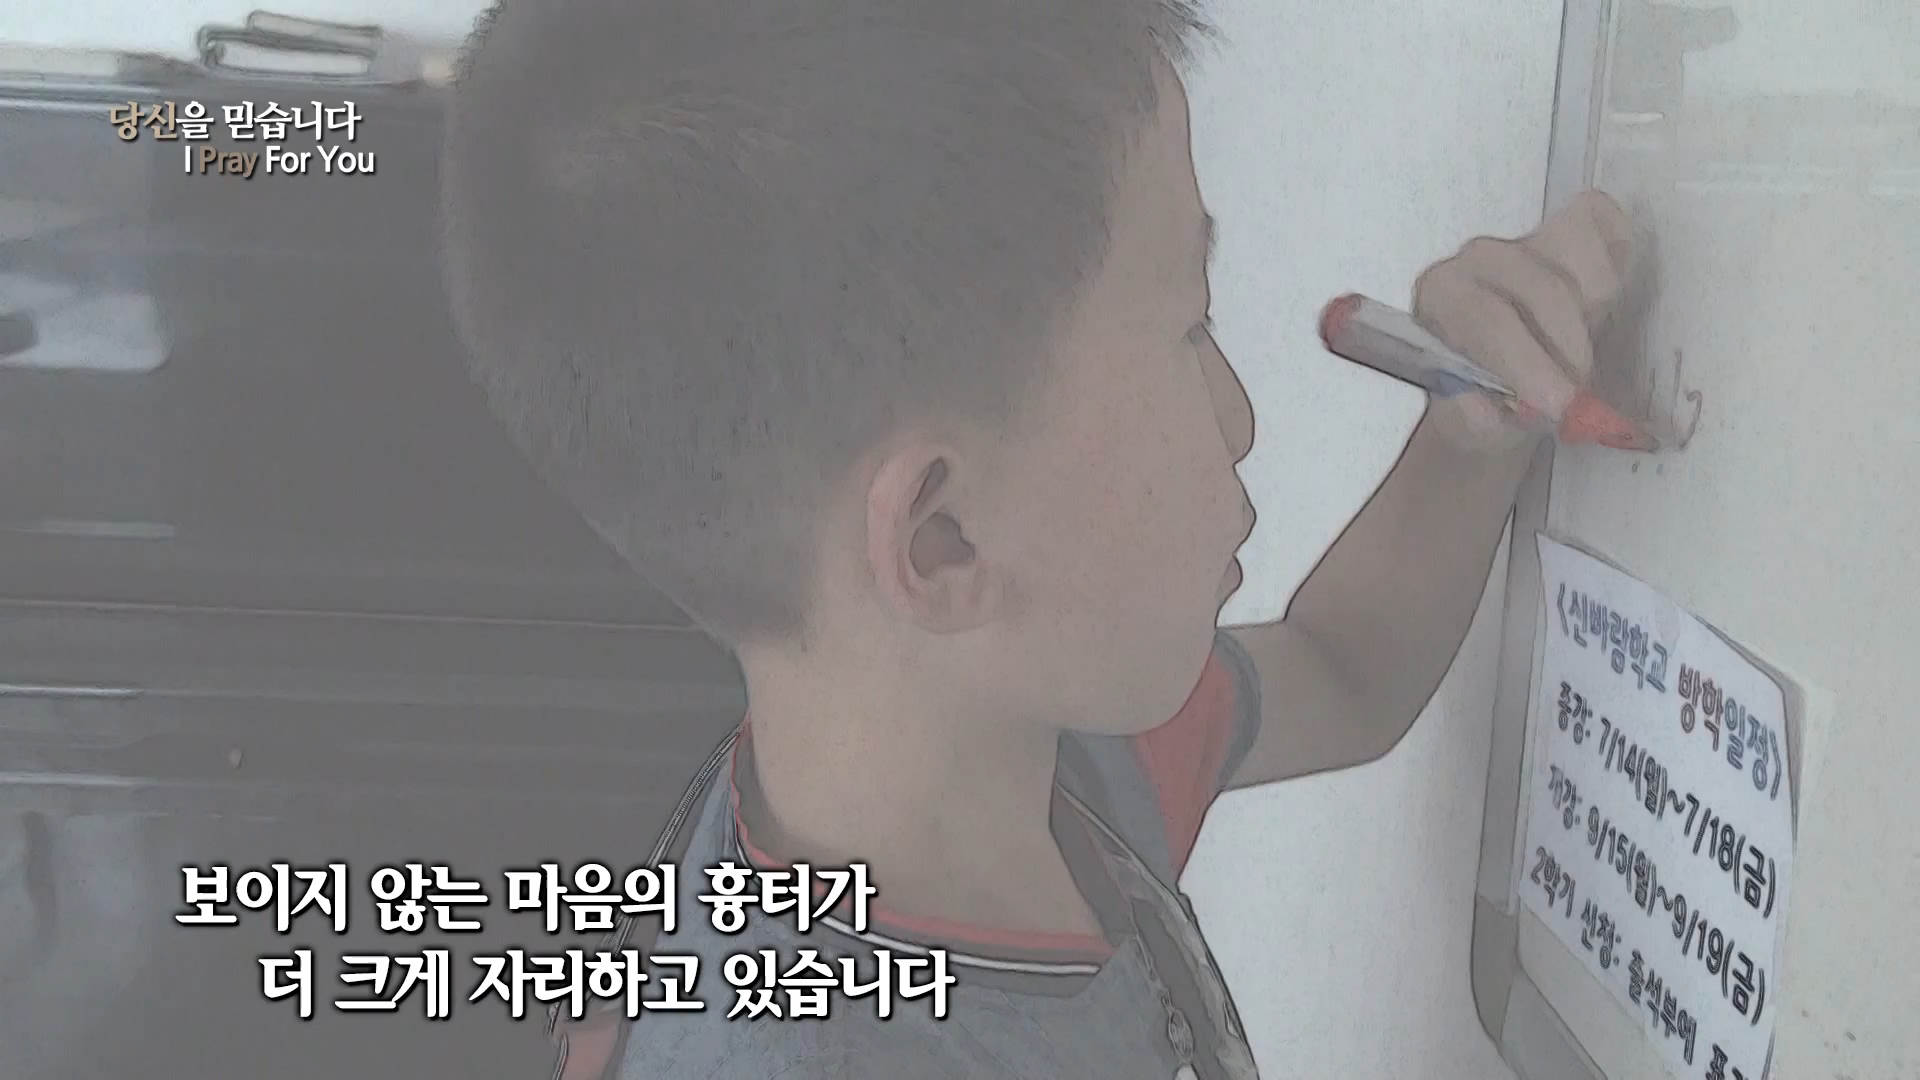 당신을 믿습니다
I Pray For You
<신바람학교 방학일정>
종강: 7/14(월)~7/18(금)
개강: 9/15(월)~9/19(금)
2학기 신청: 출석부에
보이지 않는 마음의 흉터가
더 크게 자리하고 있습니다